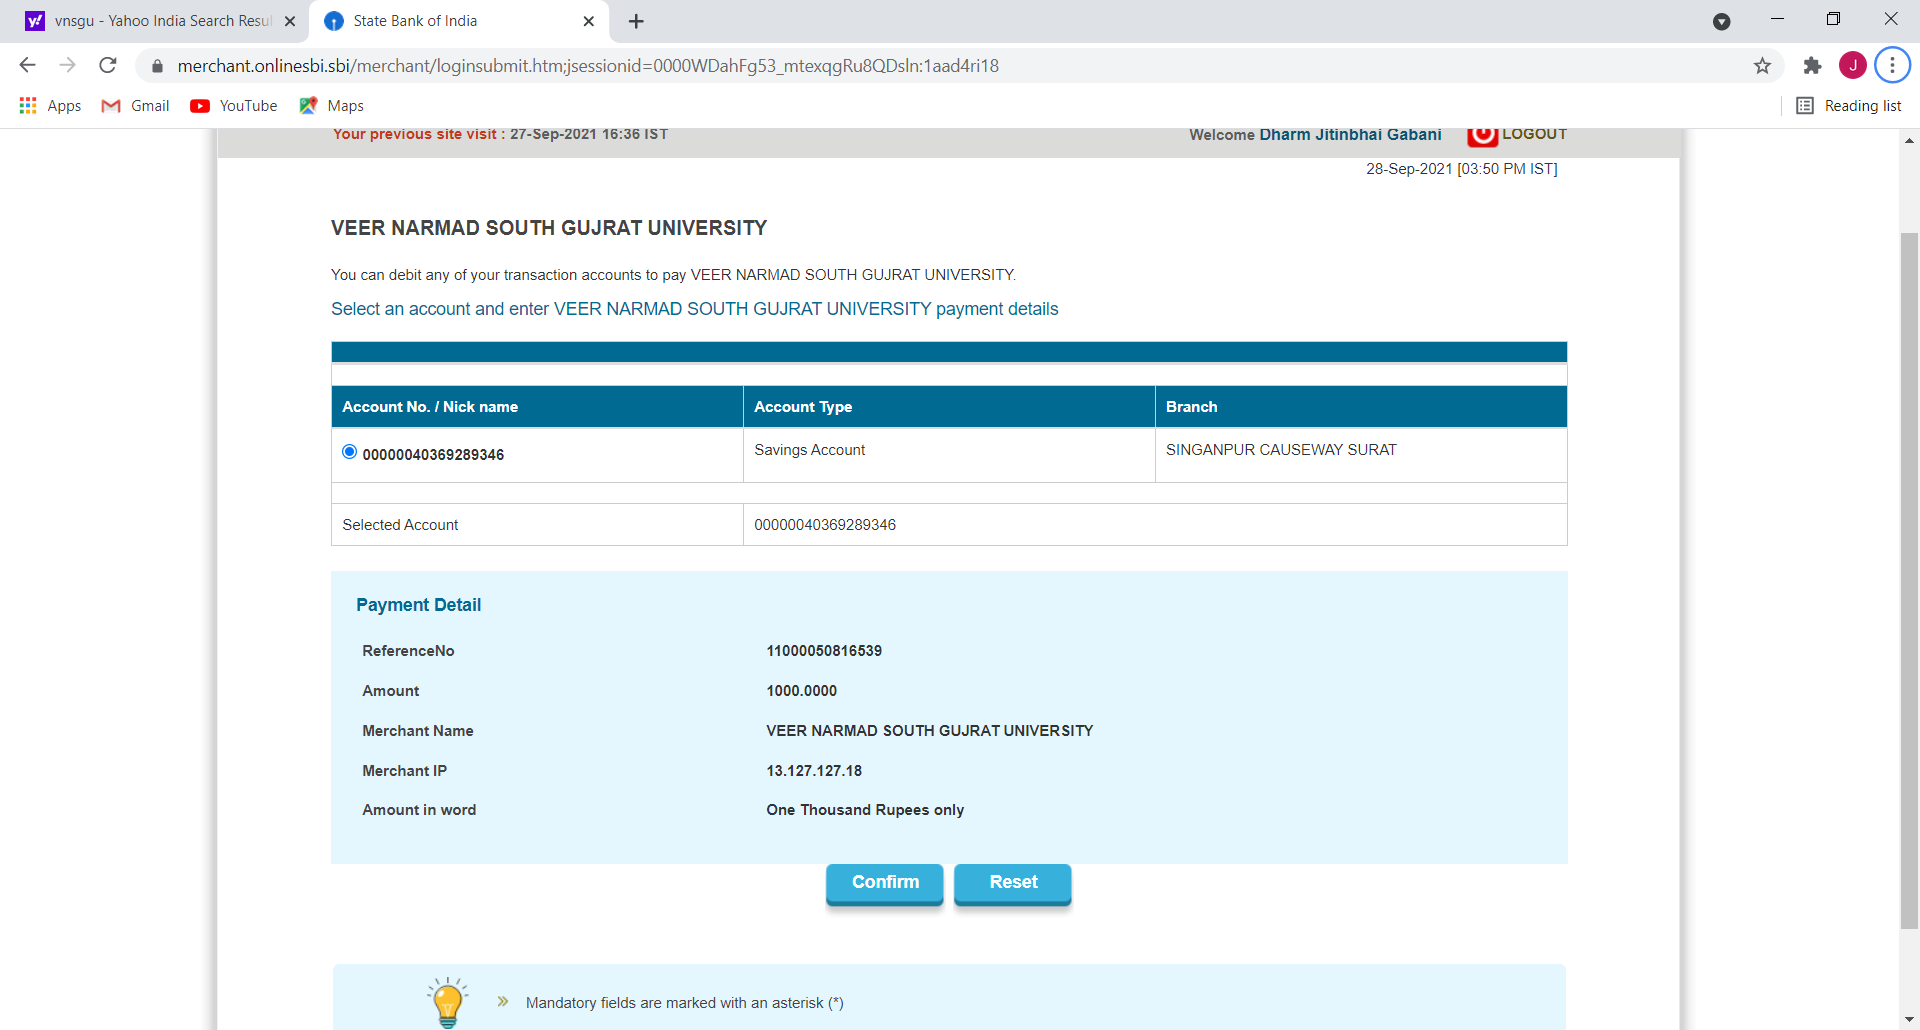 vnsgu - Yahoo India Search Resul
State Bank of India
merchant.onlinesbi.sbi/merchant/loginsubmit.htm;jsessionid=0000WDahFg53_mtexqgRu8QDsln:1aad4ri18
J
Apps Gmail YouTube Maps Reading list
Your previous site visit : 27-Sep-2021 16:36 IST Welcome Dharm Jitinbhai Gabani LOGOUT
28-Sep-2021 [03:50 PM IST]
VEER NARMAD SOUTH GUJRAT UNIVERSITY
You can debit any of your transaction accounts to pay VEER NARMAD SOUTH GUJRAT UNIVERSITY.
Select an account and enter VEER NARMAD SOUTH GUJRAT UNIVERSITY payment details
Account No. / Nick name Account Type Branch
00000040369289346 Savings Account SINGANPUR CAUSEWAY SURAT
Selected Account 00000040369289346
Payment Detail
ReferenceNo 11000050816539
Amount 1000.0000
Merchant Name VEER NARMAD SOUTH GUJRAT UNIVERSITY
Merchant IP 13.127.127.18
Amount in word One Thousand Rupees only
Confirm Reset
» Mandatory fields are marked with an asterisk (*)